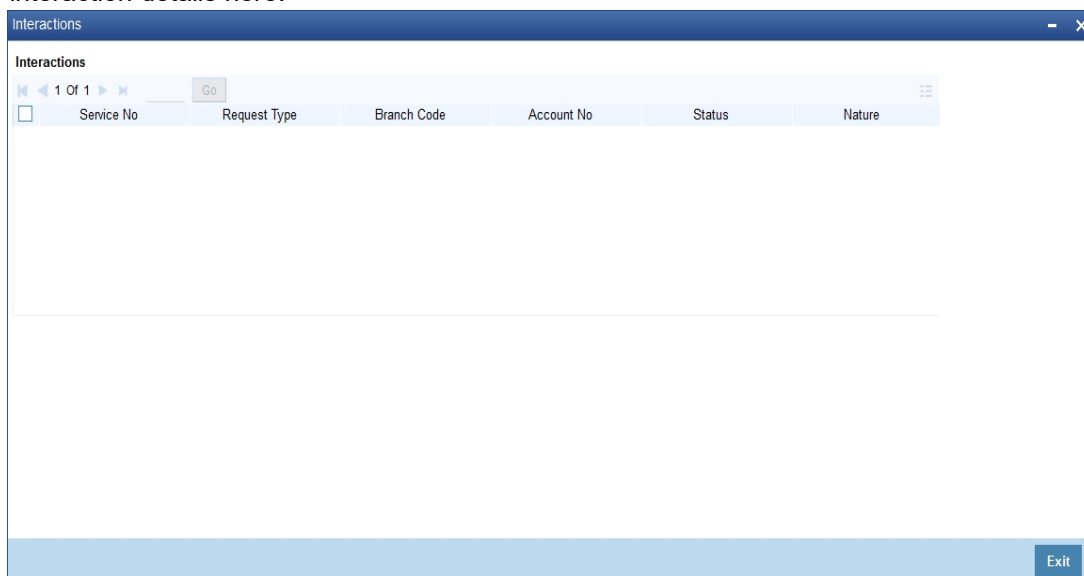 Interactions
Interactions
1 Of 1 Go
Service No Request Type Branch Code Account No Status Nature
Exit